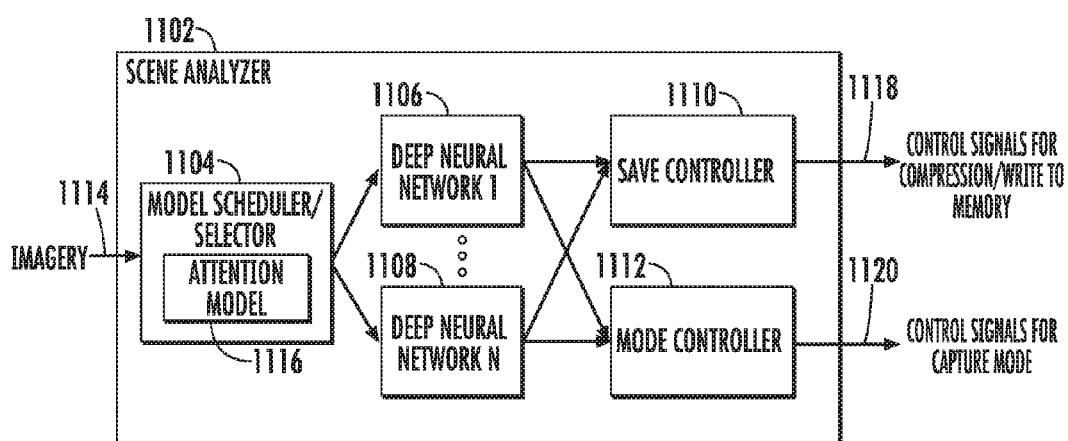 1102
SCENE ANALYZER
1106
DEEP NEURAL
NETWORK 1
1110
SAVE CONTROLLER
1118
CONTROL SIGNALS FOR
COMPRESSION/WRITE TO
MEMORY
1104
MODEL SCHEDULER/
SELECTOR
1114
IMAGERY
ATTENTION
MODEL
1116
1108
DEEP NEURAL
NETWORK N
1112
MODE CONTROLLER
1120
CONTROL SIGNALS FOR
CAPTURE MODE